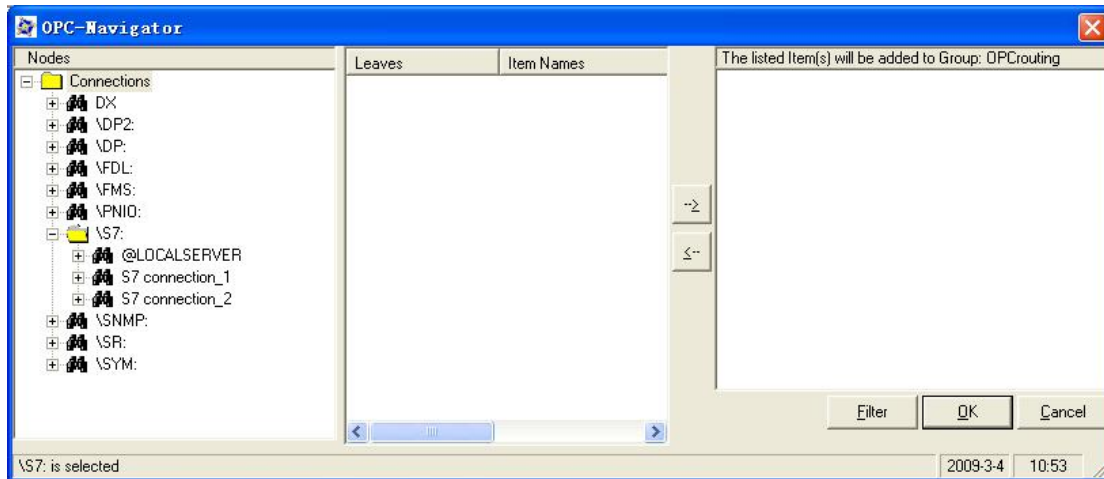 OPC-Navigator
Nodes
Leaves
Item Names
The listed Item(s) will be added to Group: OPCrouting
Connections
DX
\DP2:
\DP:
\FDL:
\FMS:
\PNIO:
\S7:
@LOCALSERVER
S7 connection_1
S7 connection_2
\SNMP:
\SR:
\SYM:
-->
<--
Filter
OK
Cancel
\S7: is selected
2009-3-4
10:53